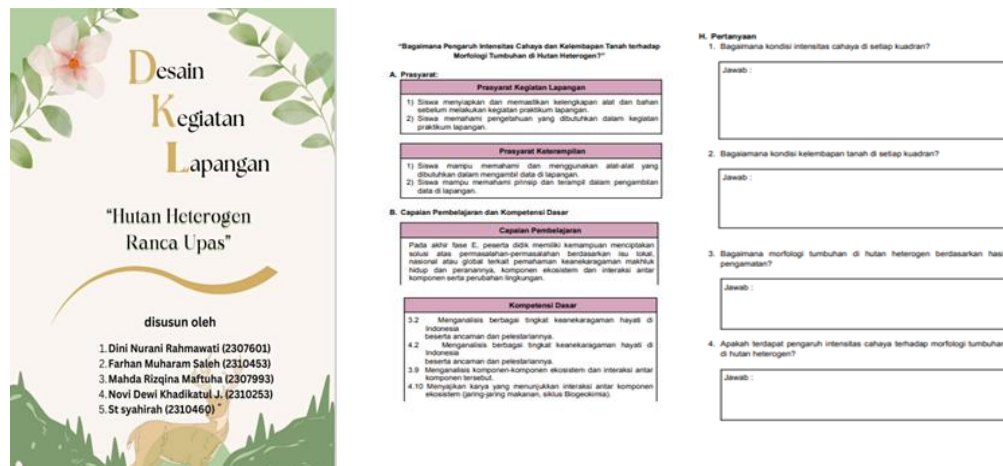 Desain
Kegiatan
Lapangan
"Hutan Heterogen
Ranca Upas"
disusun oleh
1. Dini Nurani Rahmawati (2307601)
2. Farhan Muharam Saleh (2310453)
3. Mahda Rizqina Maftuha (2307993)
4. Novi Dewi Khadikatul J. (2310253)
5. St syahirah (2310460)
"Bagaimana Pengaruh Intensitas Cahaya dan Kelembapan Tanah terhadap
Morfologi Tumbuhan di Hutan Heterogen?"
A. Prasyarat:
Prasyarat Kegiatan Lapangan
1) Siswa menyiapkan dan memastikan kelengkapan alat dan bahan
sebelum melakukan kegiatan praktikum lapangan.
2) Siswa memahami pengetahuan yang dibutuhkan dalam kegiatan
praktikum lapangan.
Prasyarat Keterampilan
1) Siswa mampu memahami dan menggunakan alat-alat yang
dibutuhkan dalam mengambil data di lapangan.
2) Siswa mampu memahami prinsip dan terampil dalam pengambilan
data di lapangan.
B. Capaian Pembelajaran dan Kompetensi Dasar
Capaian Pembelajaran
Pada akhir fase E, peserta didik memiliki kemampuan menciptakan
solusi atas permasalahan-permasalahan berdasarkan isu lokal,
nasional atau global terkait pemahaman keanekaragaman makhluk
hidup dan peranannya, komponen ekosistem dan interaksi antar
komponen serta perubahan lingkungan.
Kompetensi Dasar
3.2 Menganalisis berbagai tingkat keanekaragaman hayati di
Indonesia
beserta ancaman dan pelestariannya.
4.2 Menganalisis berbagai tingkat keanekaragaman hayati di
Indonesia
beserta ancaman dan pelestariannya.
3.9 Menganalisis komponen-komponen ekosistem dan interaksi antar
komponen tersebut.
4.10 Menyajikan karya yang menunjukkan interaksi antar komponen
ekosistem (jaring-jaring makanan, siklus Biogeokimia).
H. Pertanyaan
1. Bagaimana kondisi intensitas cahaya di setiap kuadran?
Jawab :
2. Bagaiamana kondisi kelembapan tanah di setiap kuadran?
Jawab :
3. Bagaimana morfologi tumbuhan di hutan heterogen berdasarkan hasi
pengamatan?
Jawab :
4. Apakah terdapat pengaruh intensitas cahaya terhadap morfologi tumbuhan
di hutan heterogen?
Jawab :